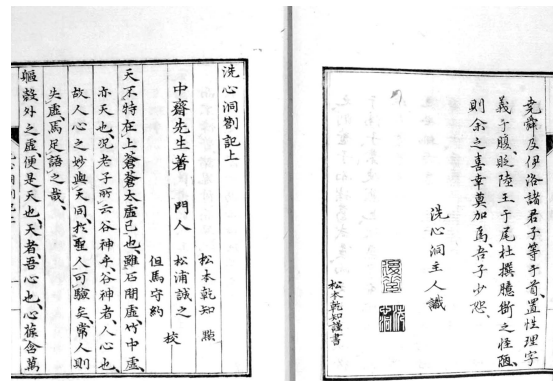 堯舜及伊洛諸君子等于首、置性理字
義于腹、貶陸王于尾、杜撰臆斷之怪陋、
則余之喜幸莫加焉、吾子少恕
洗心洞主人識
松本乾知謹書
洗心洞劄記上
中齋先生著
門人
松本乾知 點
松浦誠之
但馬守約
校
天不特在上蒼蒼太虛已也、雖石間虛、竹中虛、
亦天也、況老子所云谷神乎、谷神者、人心也、
故人心之妙與天同、於聖人可驗矣、常人則
失虛、焉足語之哉、
軀殼外之虛、便是天也、天者、吾心也、心葆含萬